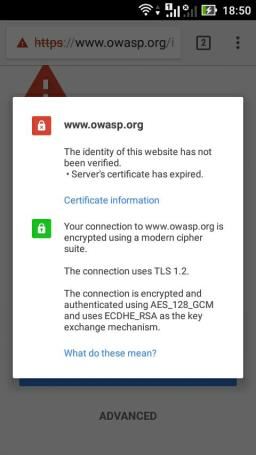 18:50
https://www.owasp.org/i
2
www.owasp.org
The identity of this website has not
been verified.
• Server's certificate has expired.
Certificate information
Your connection to www.owasp.org is
encrypted using a modern cipher
suite.
The connection uses TLS 1.2.
The connection is encrypted and
authenticated using AES_128_GCM
and uses ECDHE_RSA as the key
exchange mechanism.
What do these mean?
ADVANCED